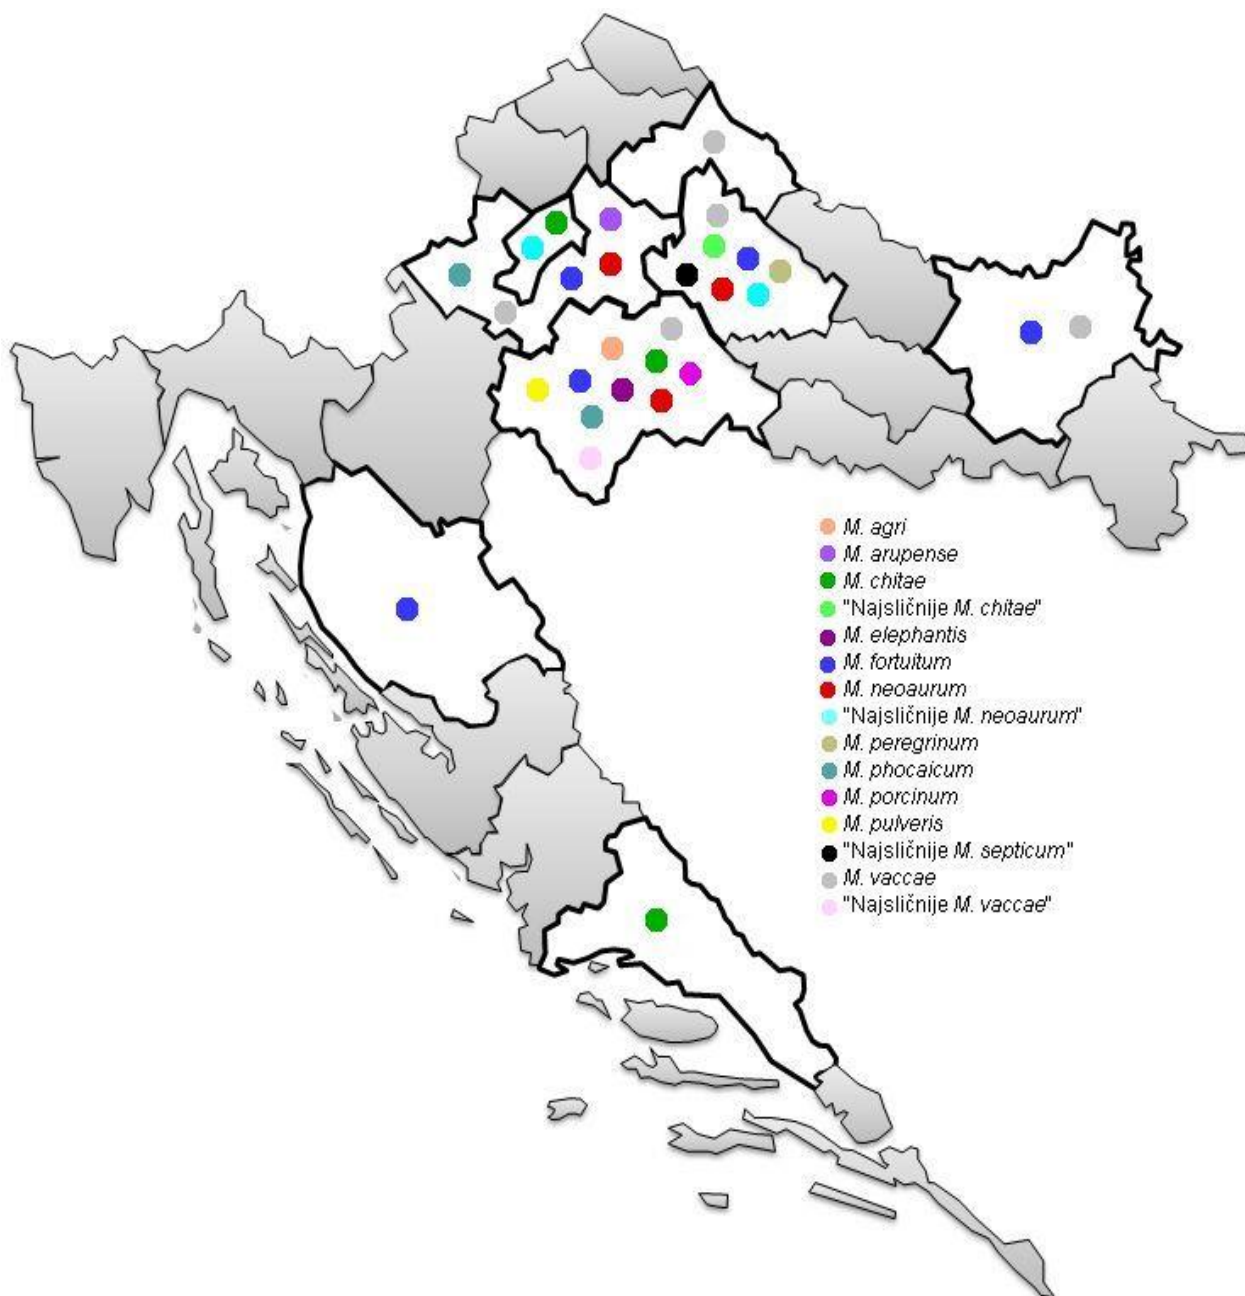 M. agri
M. arupense
M. chitae
"Najsličnije M. chitae"
M. elephantis
M. fortuitum
M. neoaurum
"Najsličnije M. neoaurum"
M. peregrinum
M. phocaicum
M. porcinum
M. pulveris
"Najsličnije M. septicum"
M. vaccae
"Najsličnije M. vaccae"